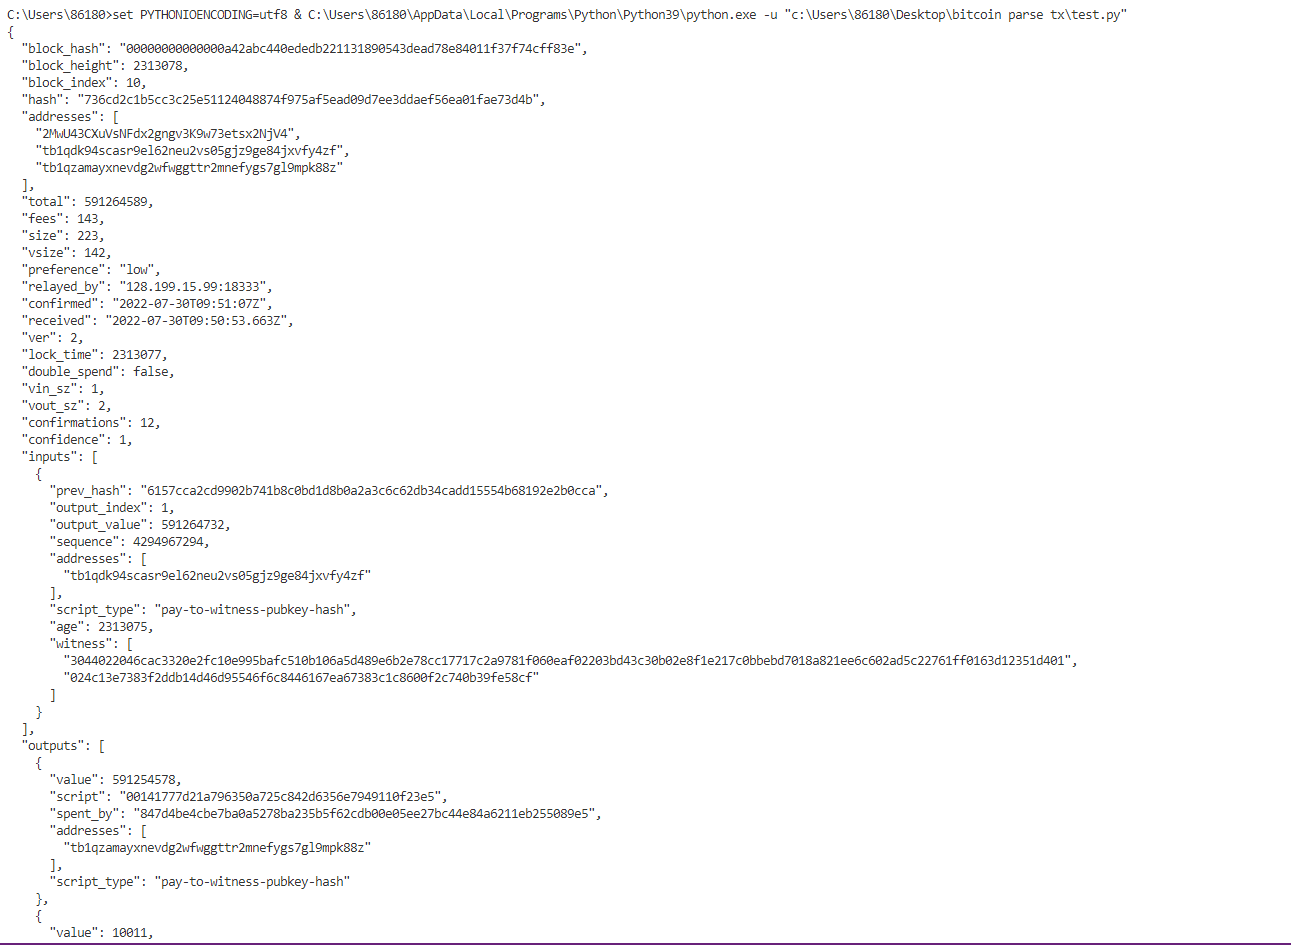 C:\Users\86180>set PYTHONIOENCODING=utf8 & C:\Users\86180\AppData\Local\Programs\Python\Python39\python.exe -u "c:\Users\86180\Desktop\bitcoin parse tx\test.py"
{
"block_hash": "00000000000000a42abc440ededb221131890543dead78e84011f37f74cff83e",
"block_height": 2313078,
"block_index": 10,
"hash": "736cd2c1b5cc3c25e51124048874f975af5ead09d7ee3ddaef56ea01fae73d4b",
"addresses": [
"2MwU43CXuVsNFdx2gngv3K9w73etsx2NjV4",
"tb1qdk94scasr9el62neu2vs05gjz9ge84jxvfy4zf",
"tb1qzamayxnevdg2wfwggttr2mnefygs7gl9mpk88z"
],
"total": 591264589,
"fees": 143,
"size": 223,
"vsize": 142,
"preference": "low",
"relayed_by": "128.199.15.99:18333",
"confirmed": "2022-07-30T09:51:07Z",
"received": "2022-07-30T09:50:53.663Z",
"ver": 2,
"lock_time": 2313077,
"double_spend": false,
"vin_sz": 1,
"vout_sz": 2,
"confirmations": 12,
"confidence": 1,
"inputs": [
{
"prev_hash": "6157cca2cd9902b741b8c0bd1d8b0a2a3c6c62db34cadd15554b68192e2b0cca",
"output_index": 1,
"output_value": 591264732,
"sequence": 4294967294,
"addresses": [
"tb1qdk94scasr9el62neu2vs05gjz9ge84jxvfy4zf"
],
"script_type": "pay-to-witness-pubkey-hash",
"age": 2313075,
"witness": [
"3044022046cac3320e2fc10e995bafc510b106a5d489e6b2e78cc17717c2a9781f060eaf02203bd43c30b02e8f1e217c0bbebd7018a821ee6c602ad5c22761ff0163d12351d401",
"024c13e7383f2ddb14d46d95546f6c8446167ea67383c1c8600f2c740b39fe58cf"
]
}
],
"outputs": [
{
"value": 591254578,
"script": "00141777d21a796350a725c842d6356e7949110f23e5",
"spent_by": "847d4be4cbe7ba0a5278ba235b5f62cdb00e05ee27bc44e84a6211eb255089e5",
"addresses": [
"tb1qzamayxnevdg2wfwggttr2mnefygs7gl9mpk88z"
],
"script_type": "pay-to-witness-pubkey-hash"
},
{
"value": 10011,